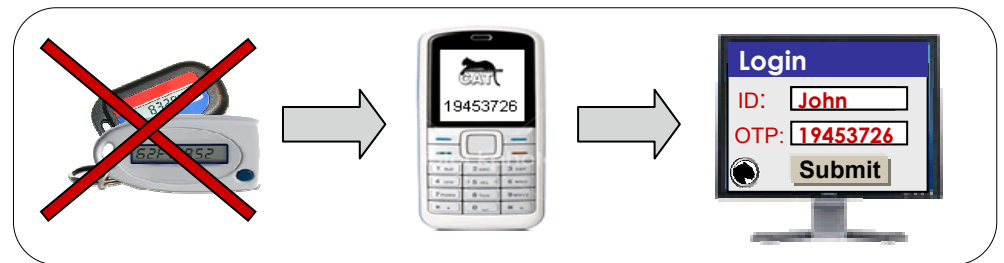 CAT
19453726
Login
ID: John
OTP: 19453726
Submit